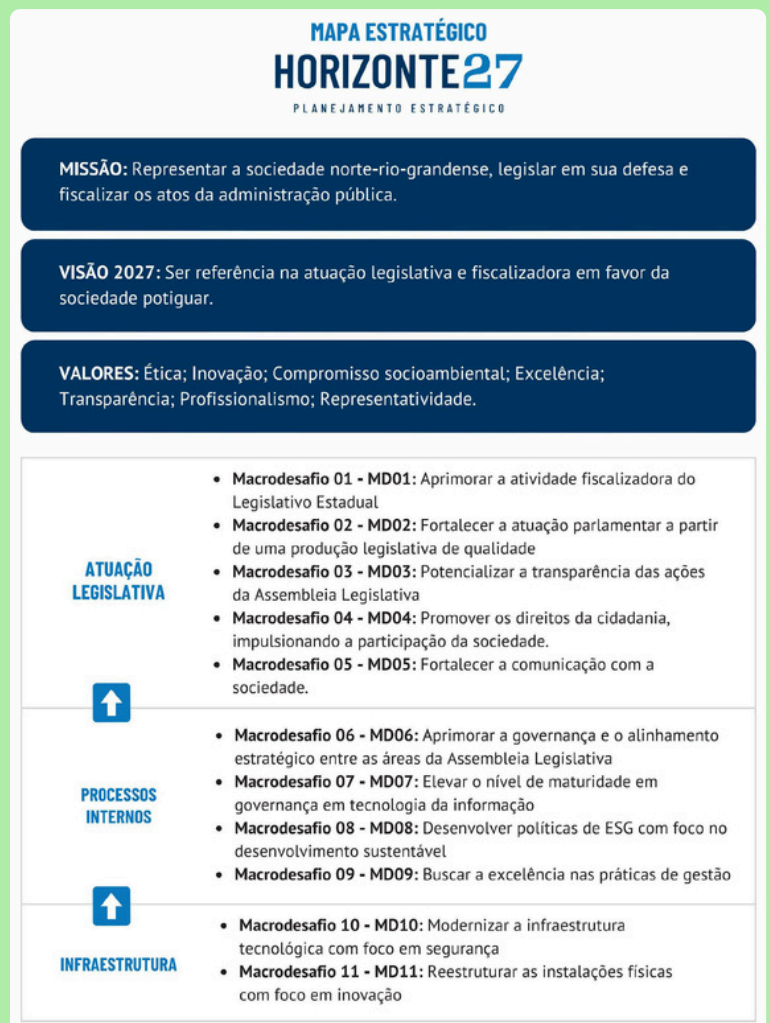 MAPA ESTRATÉGICO
HORIZONTE27
PLANEJAMENTO ESTRATÉGICO
MISSÃO: Representar a sociedade norte-rio-grandense, legislar em sua defesa e
fiscalizar os atos da administração pública.
VISÃO 2027: Ser referência na atuação legislativa e fiscalizadora em favor da
sociedade potiguar.
VALORES: Ética; Inovação; Compromisso socioambiental; Excelência;
Transparência; Profissionalismo; Representatividade.
ATUAÇÃO
LEGISLATIVA
• Macrodesafio 01 - MD01: Aprimorar a atividade fiscalizadora do
Legislativo Estadual
• Macrodesafio 02 - MD02: Fortalecer a atuação parlamentar a partir
de uma produção legislativa de qualidade
• Macrodesafio 03 - MD03: Potencializar a transparência das ações
da Assembleia Legislativa
• Macrodesafio 04 - MD04: Promover os direitos da cidadania,
impulsionando a participação da sociedade.
• Macrodesafio 05 - MD05: Fortalecer a comunicação com a
sociedade.
PROCESSOS
INTERNOS
• Macrodesafio 06 - MD06: Aprimorar a governança e o alinhamento
estratégico entre as áreas da Assembleia Legislativa
• Macrodesafio 07 - MD07: Elevar o nível de maturidade em
governança em tecnologia da informação
• Macrodesafio 08 - MD08: Desenvolver políticas de ESG com foco no
desenvolvimento sustentável
• Macrodesafio 09 - MD09: Buscar a excelência nas práticas de gestão
INFRAESTRUTURA
• Macrodesafio 10 - MD10: Modernizar a infraestrutura
tecnológica com foco em segurança
• Macrodesafio 11 - MD11: Reestruturar as instalações físicas
com foco em inovação